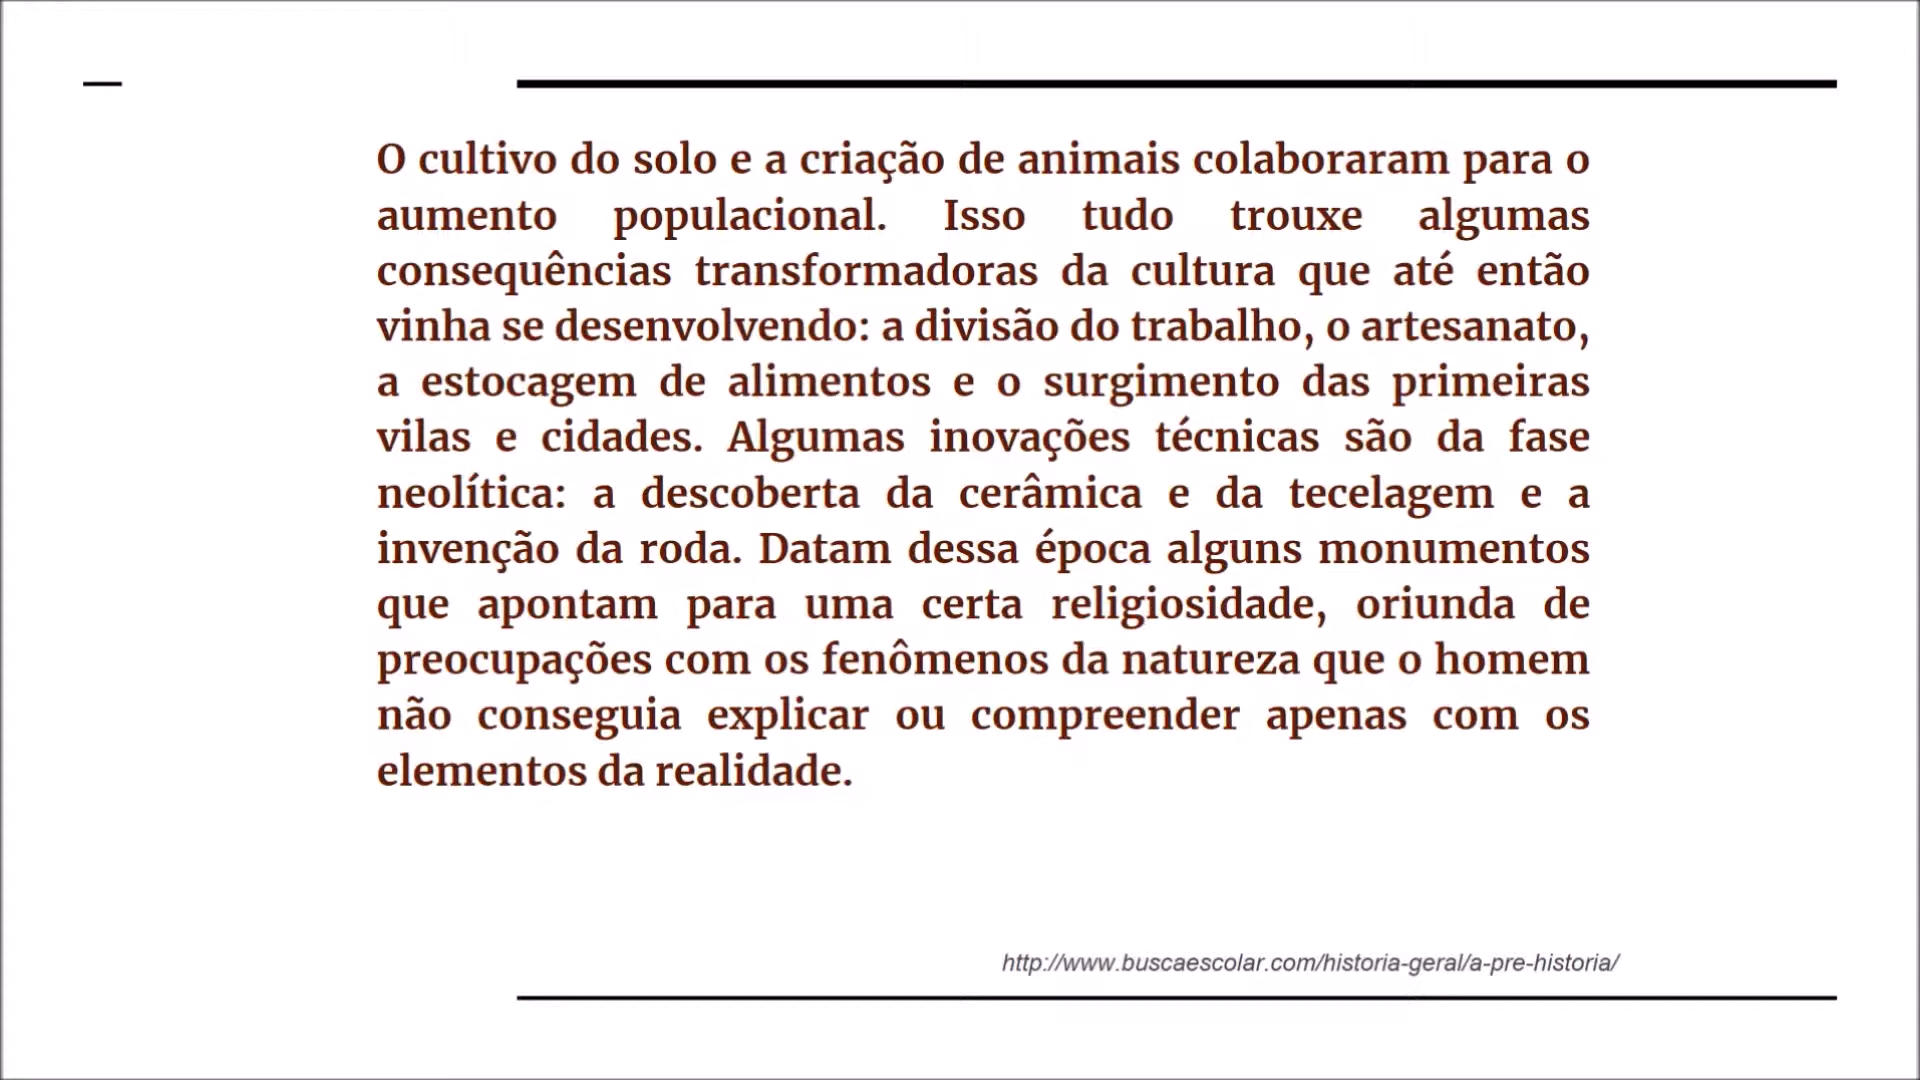 O cultivo do solo e a criação de animais colaboraram para o
aumento populacional. Isso tudo trouxe algumas
consequências transformadoras da cultura que até então
vinha se desenvolvendo: a divisão do trabalho, o artesanato,
a estocagem de alimentos e o surgimento das primeiras
vilas e cidades. Algumas inovações técnicas são da fase
neolítica: a descoberta da cerâmica e da tecelagem e a
invenção da roda. Datam dessa época alguns monumentos
que apontam para uma certa religiosidade, oriunda de
preocupações com os fenômenos da natureza que o homem
não conseguia explicar ou compreender apenas com os
elementos da realidade.
http://www.buscaescolar.com/historia-geral/a-pre-historia/